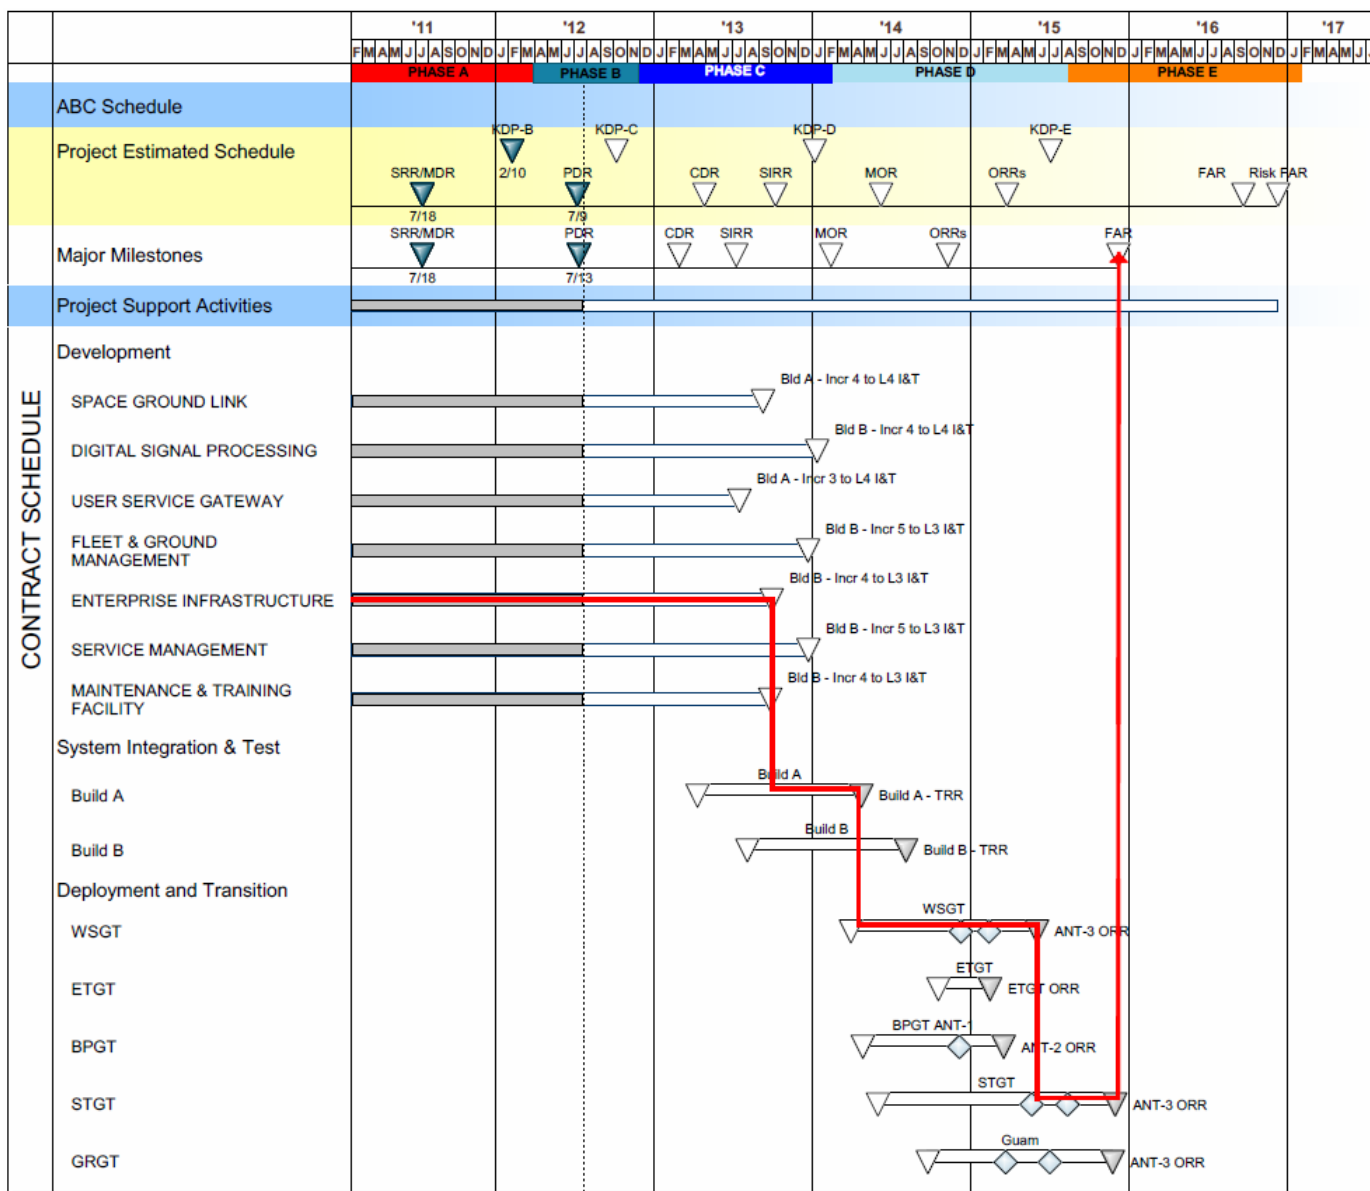 '11 '12 '13 '14 '15 '16 '17
F M A M J J A S O N D J F M A M J J A S O N D J F M A M J J A S O N D J F M A M J J A S O N D J F M A M J J A S O N D J F M A M J J A S O N D J F M A M J J
PHASE A PHASE B PHASE C PHASE D PHASE E
ABC Schedule
KDP-B KDP-C KDP-D KDP-E
Project Estimated Schedule
2/10
SRR/MDR PDR CDR SIRR MOR ORRs FAR Risk FAR
7/18 7/9
SRR/MDR PDR CDR SIRR MOR ORRs FAR
Major Milestones
7/18 7/13
Project Support Activities
CONTRACT SCHEDULE
Development
Bld A - Incr 4 to L4 I&T
SPACE GROUND LINK
Bld B - Incr 4 to L4 I&T
DIGITAL SIGNAL PROCESSING
Bld A - Incr 3 to L4 I&T
USER SERVICE GATEWAY
Bld B - Incr 5 to L3 I&T
FLEET & GROUND
MANAGEMENT
Bld B - Incr 4 to L3 I&T
ENTERPRISE INFRASTRUCTURE
Bld B - Incr 5 to L3 I&T
SERVICE MANAGEMENT
Bld B - Incr 4 to L3 I&T
MAINTENANCE & TRAINING
FACILITY
System Integration & Test
Build A
Build A Build A - TRR
Build B
Build B Build B - TRR
Deployment and Transition
WSGT
WSGT ANT-3 ORR
ETGT
ETGT ETGT ORR
BPGT ANT-1
BPGT ANT-2 ORR
STGT
STGT ANT-3 ORR
Guam
GRGT ANT-3 ORR